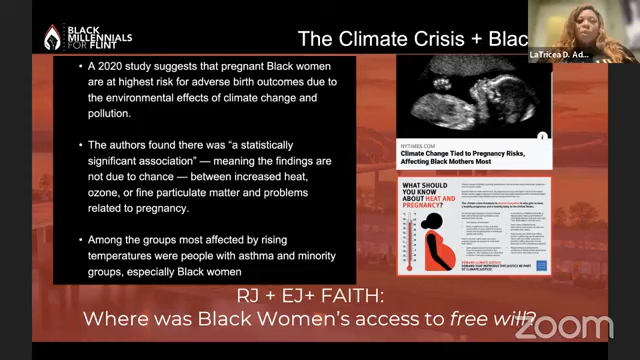 BLACK
MILLENNIALS
FOR FLINT
The Climate Crisis + Blac
LaTricea D. Ad...
• A 2020 study suggests that pregnant Black women
are at highest risk for adverse birth outcomes due to
the environmental effects of climate change and
pollution.
• The authors found there was “a statistically
significant association” — meaning the findings are
not due to chance — between increased heat,
ozone, or fine particulate matter and problems
related to pregnancy.
• Among the groups most affected by rising
temperatures were people with asthma and minority
groups, especially Black women
NYTIMES.COM
Climate Change Tied to Pregnancy Risks,
Affecting Black Mothers Most
WHAT SHOULD
YOU KNOW
ABOUT HEAT AND
PREGNANCY?
RJ + EJ+ FAITH:
Where was Black Women's access to free will?
zoom